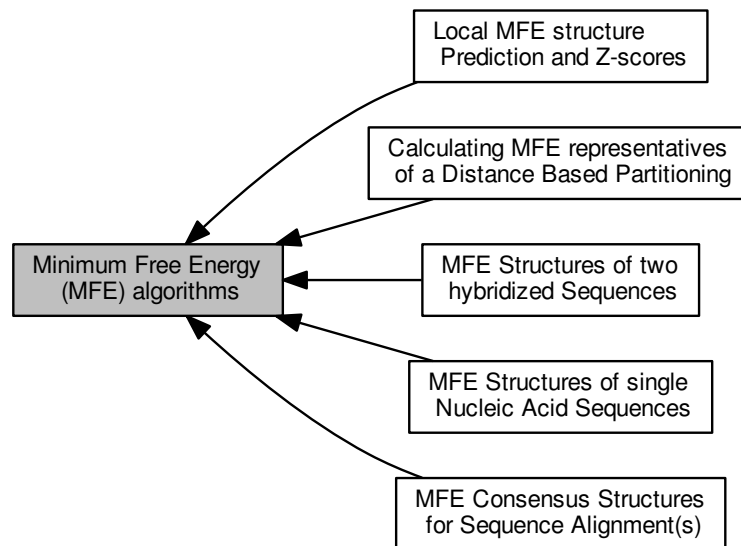 Local MFE structure
Prediction and Z-scores
Calculating MFE representatives
of a Distance Based Partitioning
Minimum Free Energy
(MFE) algorithms
MFE Structures of two
hybridized Sequences
MFE Structures of single
Nucleic Acid Sequences
MFE Consensus Structures
for Sequence Alignment(s)